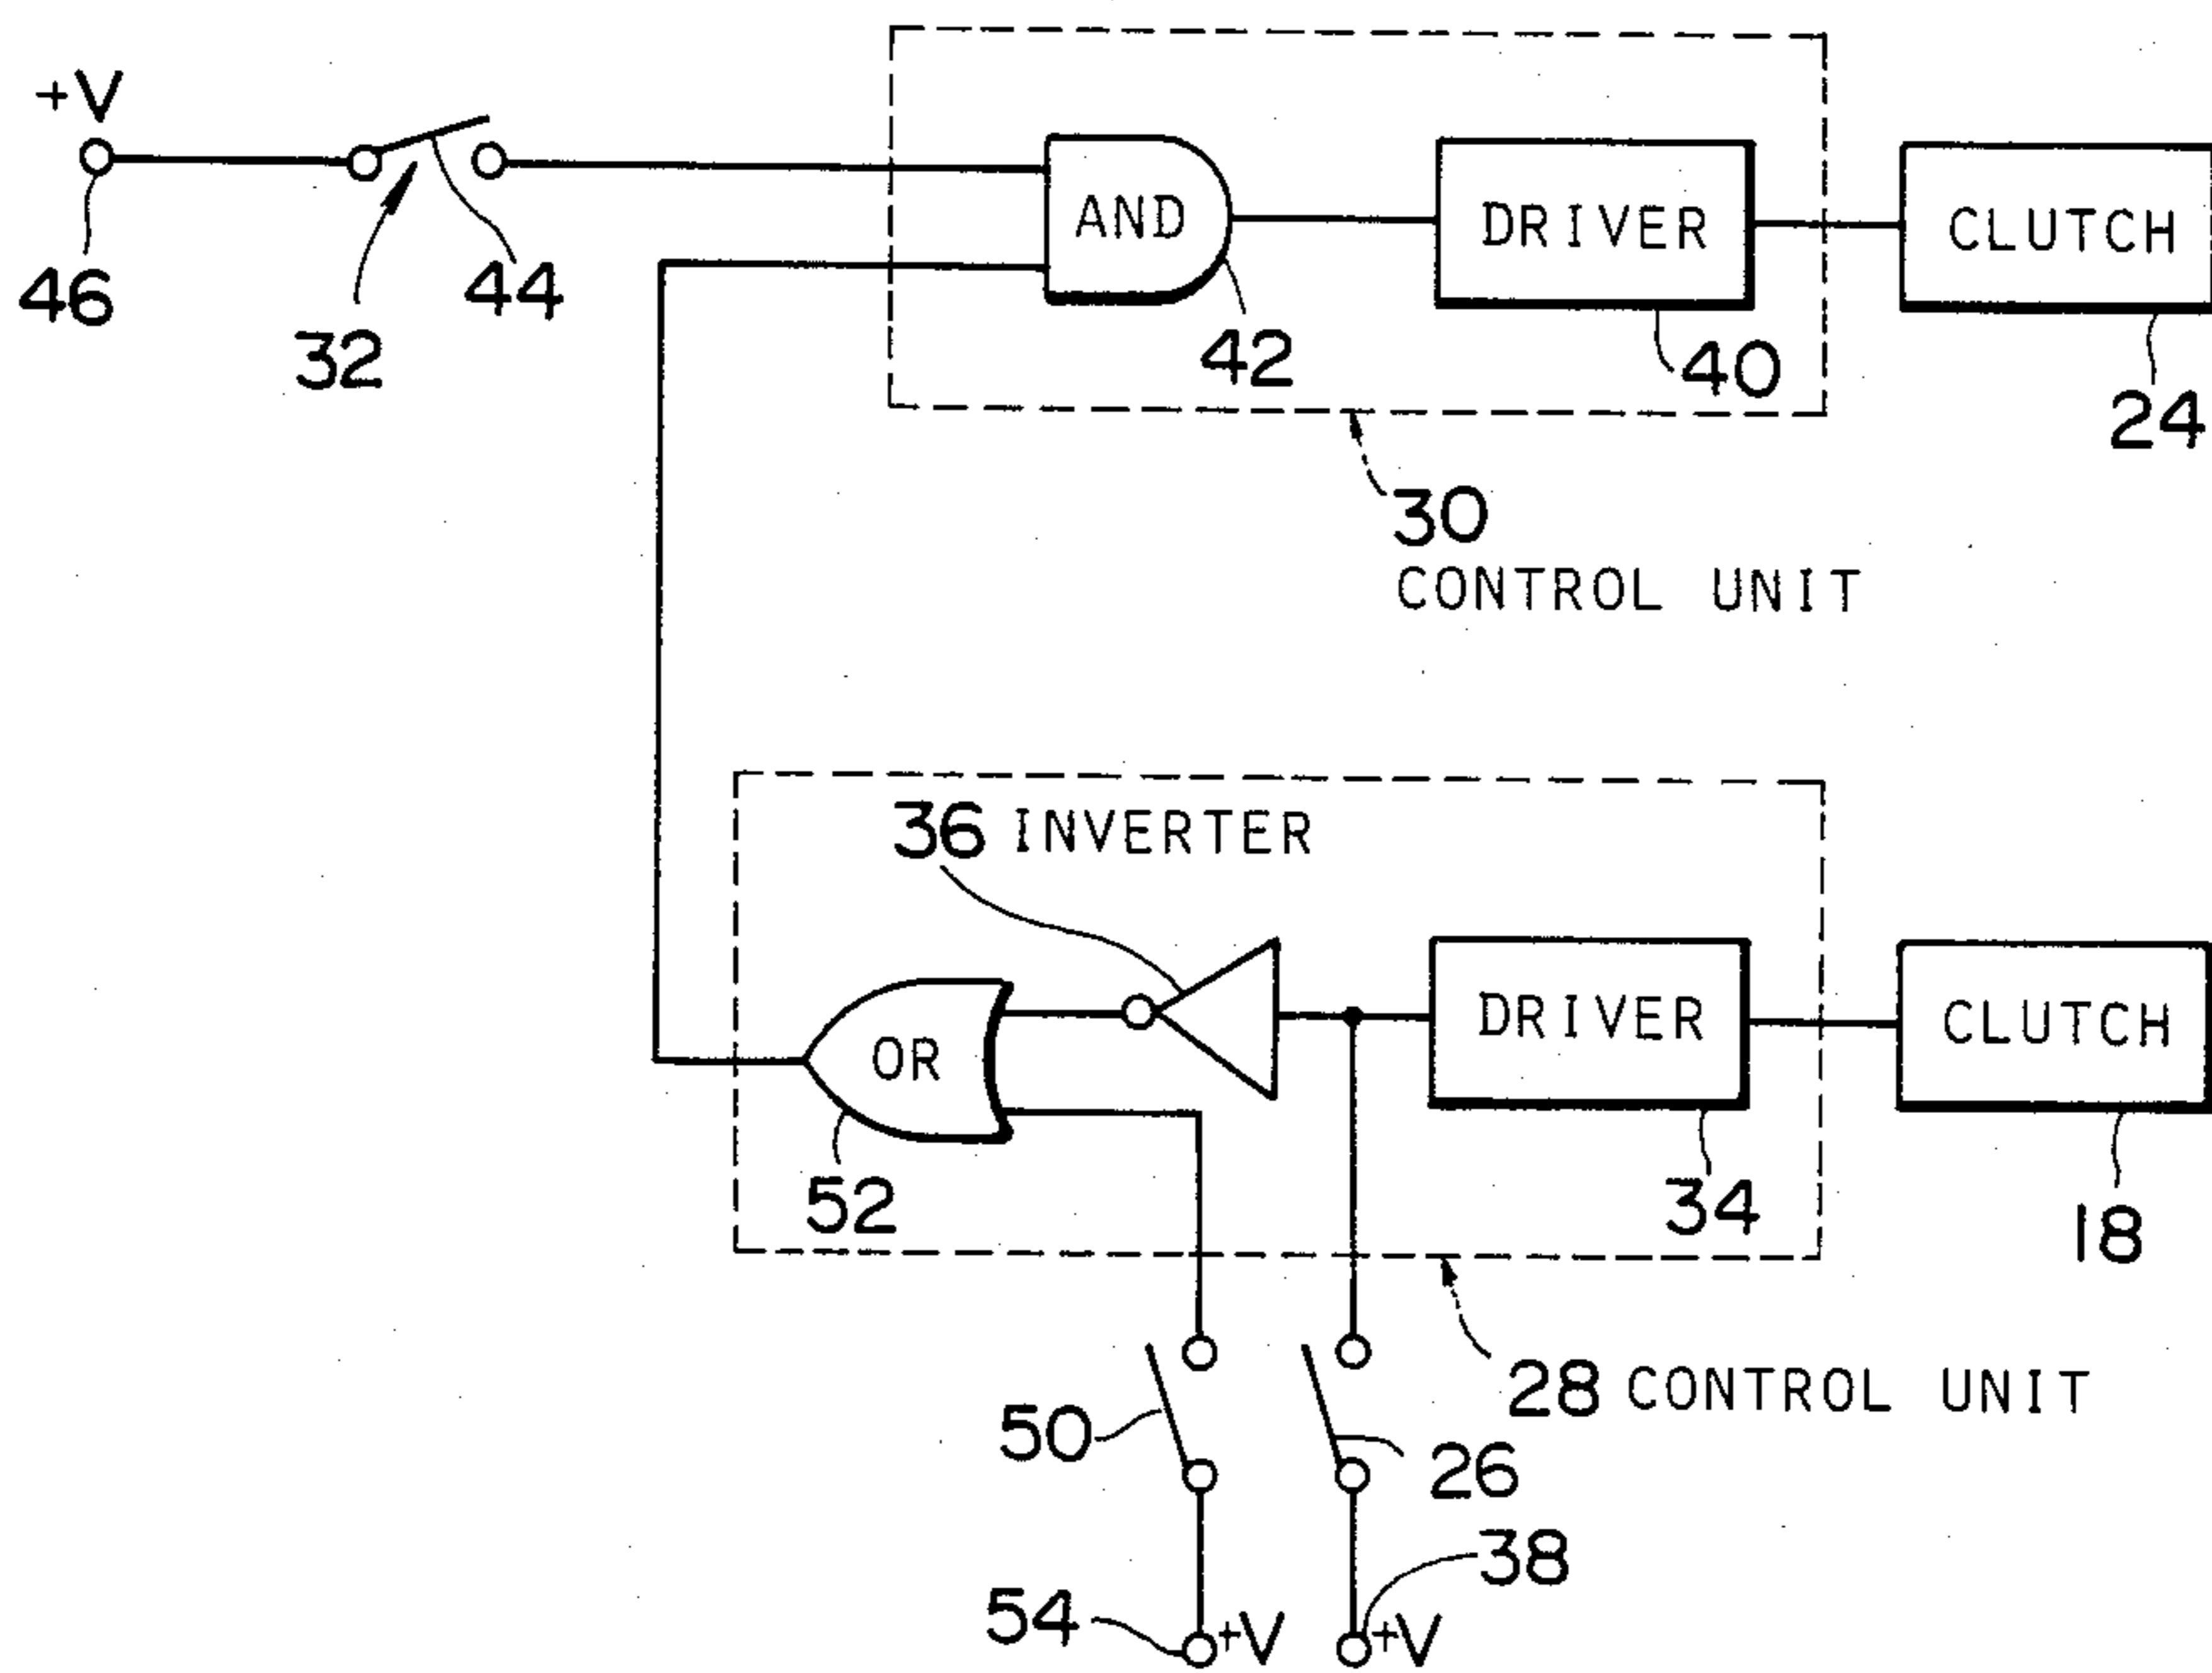 +V
46
32
44
AND
42
DRIVER
40
CLUTCH
24
30
CONTROL UNIT
36 INVERTER
OR
52
DRIVER
34
CLUTCH
18
28 CONTROL UNIT
50
26
38
54
+V
+V